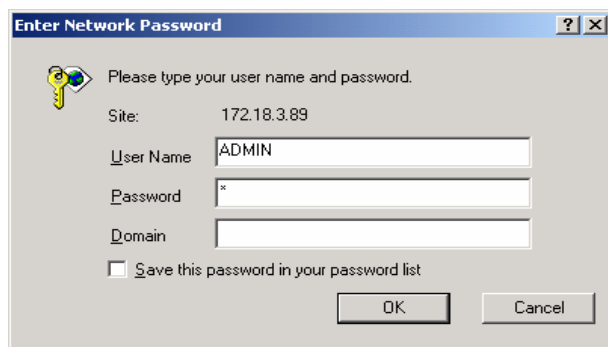 Enter Network Password
Please type your user name and password.
Site: 172.18.3.89
User Name ADMIN
Password *
Domain
Save this password in your password list
OK Cancel